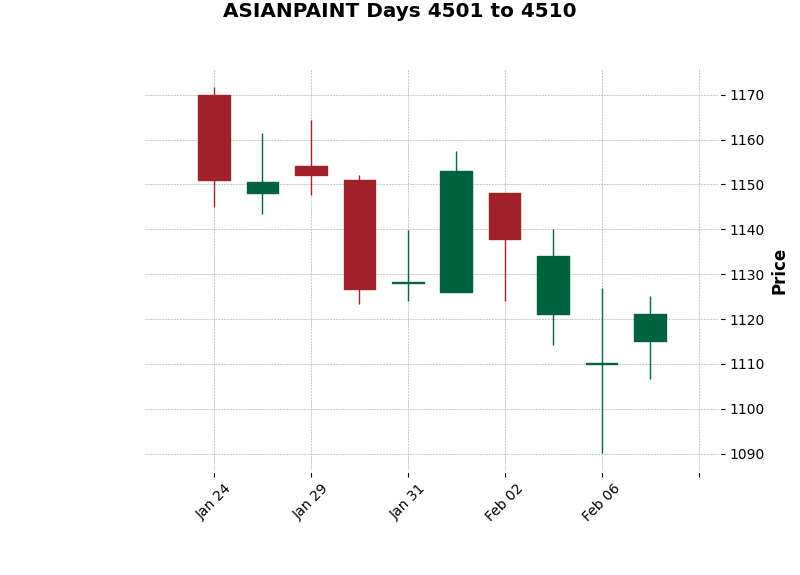 ASIANPAINT Days 4501 to 4510
1170
1160
1150
1140
1130
1120
1110
1100
1090
Price
Jan 24
Jan 29
Jan 31
Feb 02
Feb 06